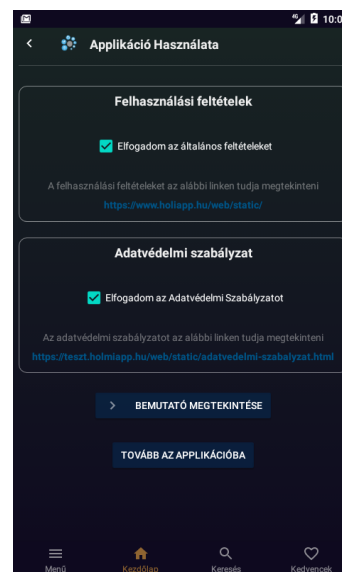 4G 10:0
Applikáció Használata
Felhasználási feltételek
Elfogadom az általános feltételeket
A felhasználási feltételeket az alábbi linken tudja megtekinteni
https://www.holiapp.hu/web/static/
Adatvédelmi szabályzat
Elfogadom az Adatvédelmi Szabályzatot
Az adatvédelmi szabályzatot az alábbi linken tudja megtekinteni
https://teszt.holmiapp.hu/web/static/adatvedelmi-szabalyzat.html
BEMUTATÓ MEGTEKINTÉSE
TOVÁBB AZ APPLIKÁCIÓBA
Menü Kezdőlap Keresés Kedvencek